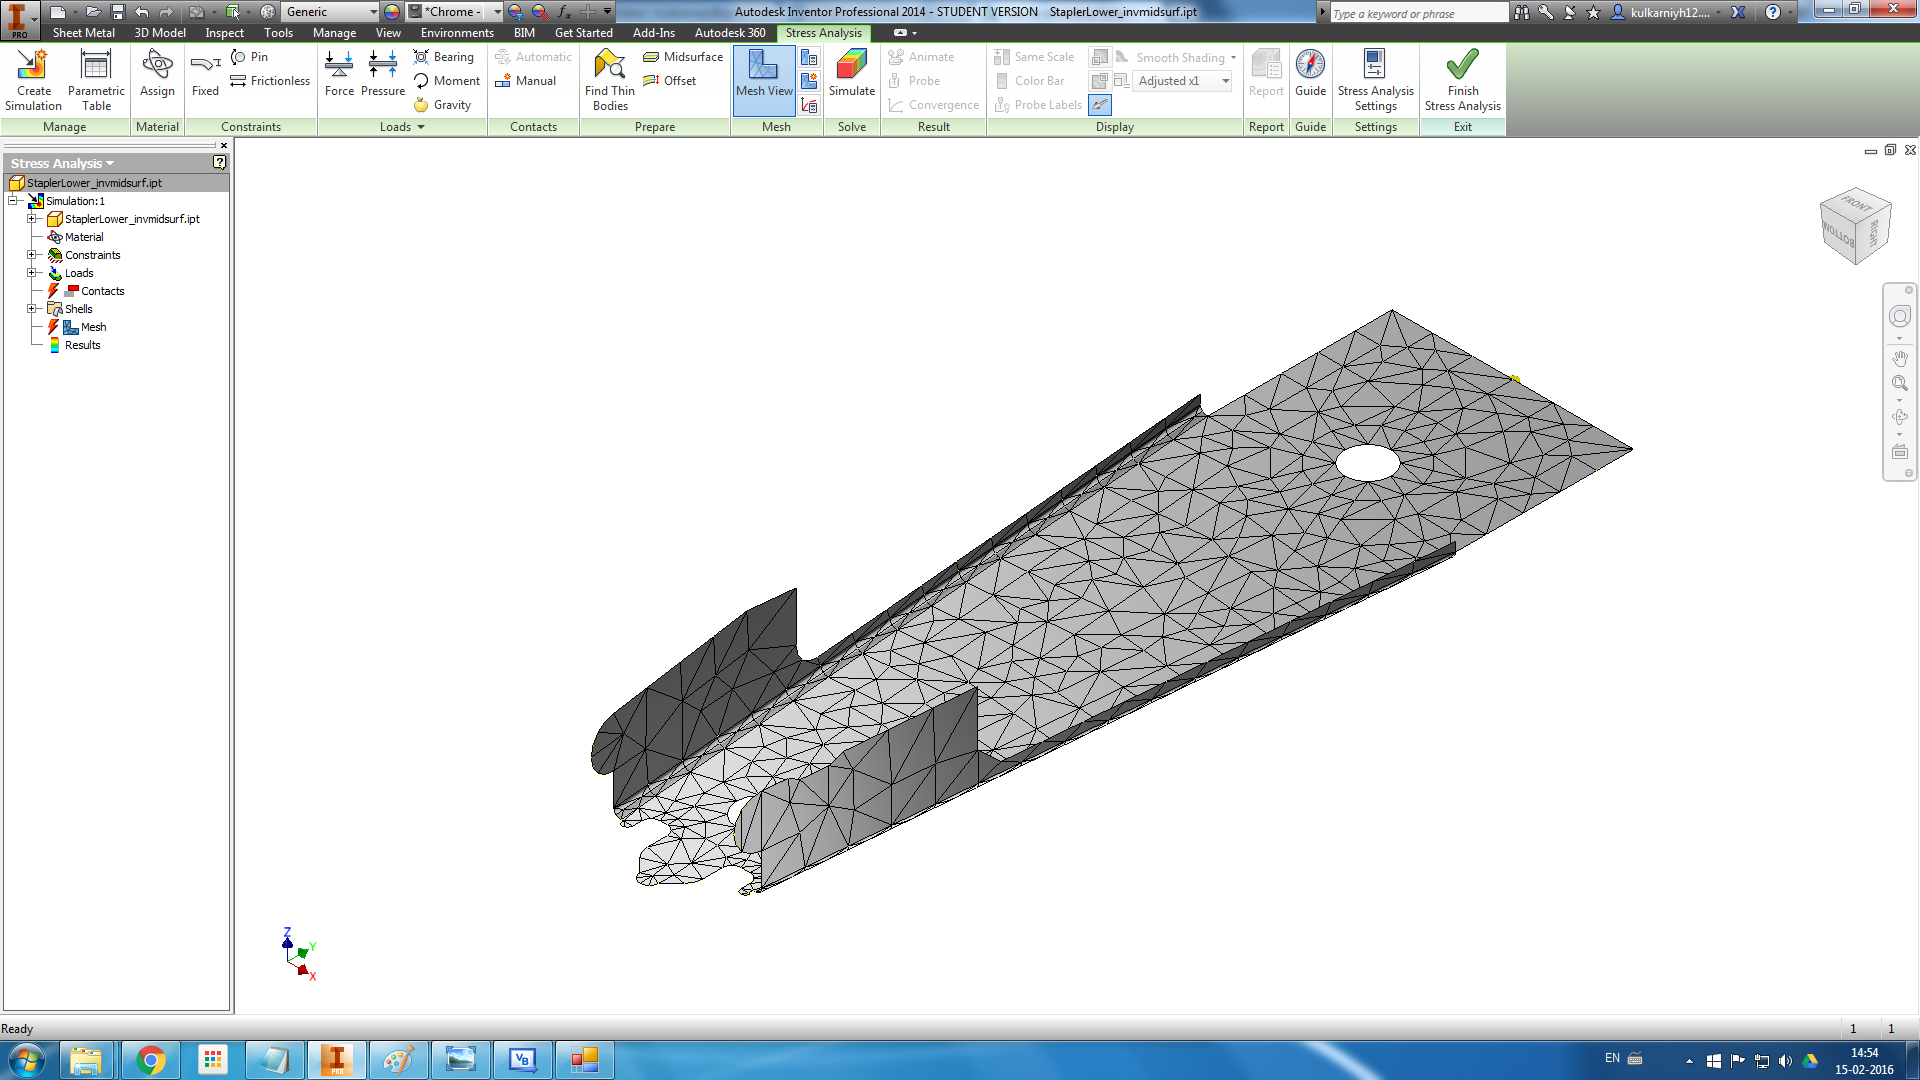 Generic
*Chrome -
Autodesk Inventor Professional 2014 - STUDENT VERSION StaplerLower_invmidsurf.ipt
Type a keyword or phrase
kulkarniyh12....
PRO
Sheet Metal 3D Model Inspect Tools Manage View Environments BIM Get Started Add-Ins Autodesk 360 Stress Analysis
Create Simulation
Parametric Table
Assign
Fixed
Pin
Frictionless
Force
Pressure
Bearing
Moment
Gravity
Automatic
Manual
Find Thin Bodies
Midsurface
Offset
Mesh View
Simulate
Animate
Probe
Convergence
Same Scale
Color Bar
Probe Labels
Smooth Shading
Adjusted x1
Report
Guide
Stress Analysis Settings
Finish Stress Analysis
Manage Material Constraints Loads Contacts Prepare Mesh Solve Result Display Report Guide Settings Exit
Stress Analysis
StaplerLower_invmidsurf.ipt
Simulation:1
StaplerLower_invmidsurf.ipt
Material
Constraints
Loads
Contacts
Shells
Mesh
Results
FRONT
BOTTOM
RIGHT
Z
Y
X
Ready
1 1
PRO
VB
EN
14:54
15-02-2016